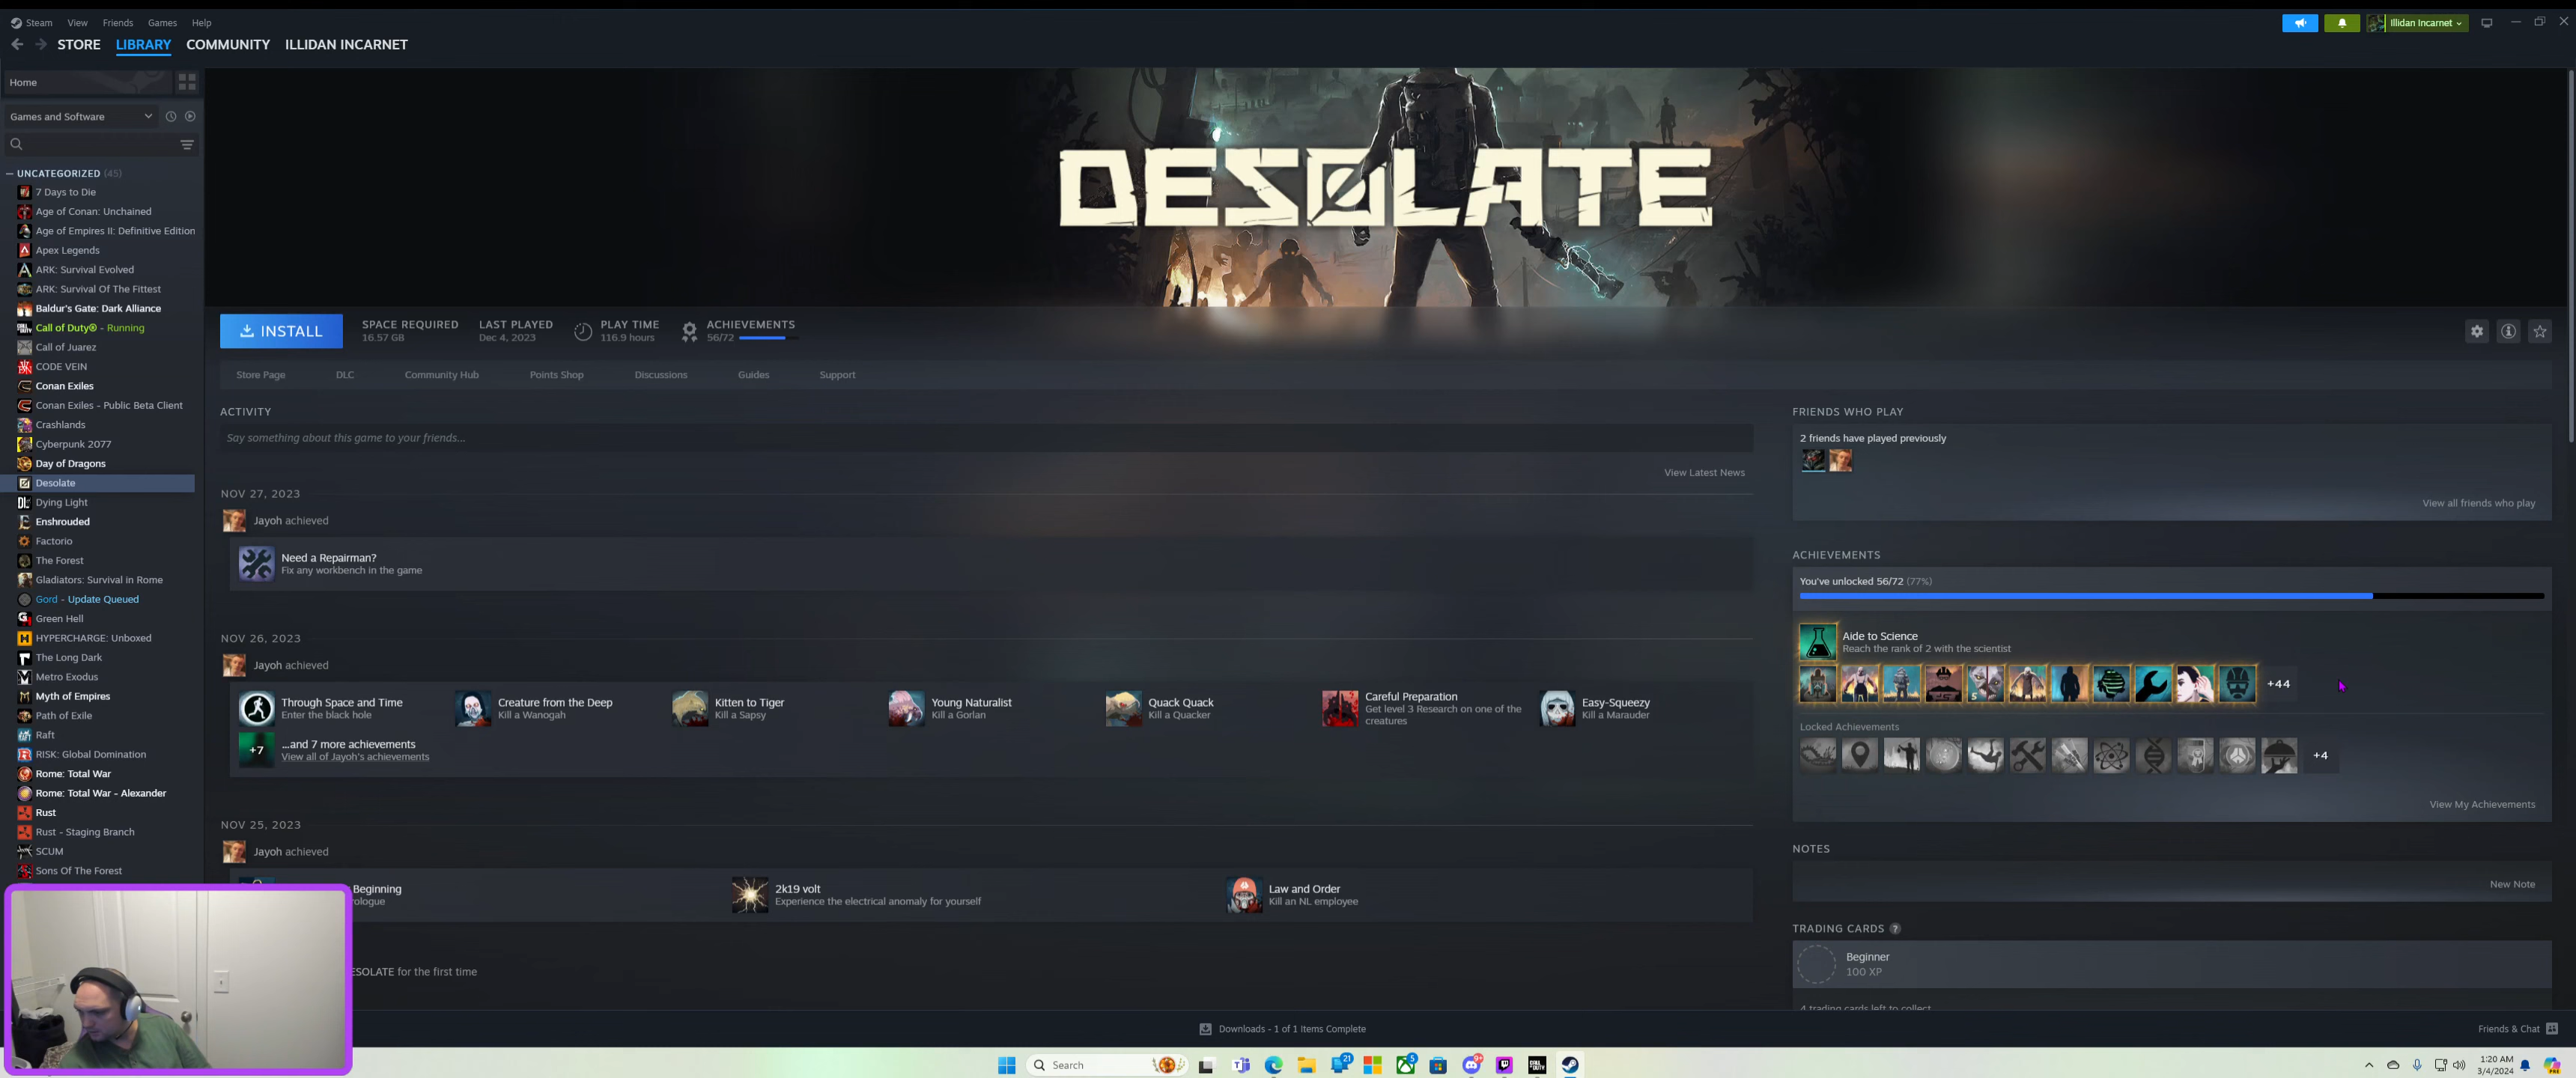 Steam View Friends Games Help
Illidan Incarnet
STORE LIBRARY COMMUNITY ILLIDAN INCARNET
Home
Games and Software
UNCATEGORIZED (45)
7 Days to Die
Age of Conan: Unchained
Age of Empires II: Definitive Edition
Apex Legends
ARK: Survival Evolved
ARK: Survival Of The Fittest
Baldur's Gate: Dark Alliance
Call of Duty® - Running
Call of Juarez
CODE VEIN
Conan Exiles
Conan Exiles - Public Beta Client
Crashlands
Cyberpunk 2077
Day of Dragons
Desolate
Dying Light
Enshrouded
Factorio
The Forest
Gladiators: Survival in Rome
Gord - Update Queued
Green Hell
HYPERCHARGE: Unboxed
The Long Dark
Metro Exodus
Myth of Empires
Path of Exile
Raft
RISK: Global Domination
Rome: Total War
Rome: Total War - Alexander
Rust
Rust - Staging Branch
SCUM
Sons Of The Forest
DESOLATE
INSTALL
SPACE REQUIRED
16.57 GB
LAST PLAYED
Dec 4, 2023
PLAY TIME
116.9 hours
ACHIEVEMENTS
56/72
Store Page DLC Community Hub Points Shop Discussions Guides Support
ACTIVITY
Say something about this game to your friends...
View Latest News
NOV 27, 2023
Jayoh achieved
Need a Repairman?
Fix any workbench in the game
NOV 26, 2023
Jayoh achieved
Through Space and Time
Enter the black hole
Creature from the Deep
Kill a Wanogah
Kitten to Tiger
Kill a Sapsy
Young Naturalist
Kill a Gorlan
Quack Quack
Kill a Quacker
Careful Preparation
Get level 3 Research on one of the
creatures
Easy-Squeezy
Kill a Marauder
+7
...and 7 more achievements
View all of Jayoh's achievements
NOV 25, 2023
Jayoh achieved
Beginning
ologue
2k19 volt
Experience the electrical anomaly for yourself
Law and Order
Kill an NL employee
ESOLATE for the first time
FRIENDS WHO PLAY
2 friends have played previously
View all friends who play
ACHIEVEMENTS
You've unlocked 56/72 (77%)
Aide to Science
Reach the rank of 2 with the scientist
+44
Locked Achievements
+4
View My Achievements
NOTES
New Note
TRADING CARDS ?
Beginner
100 XP
4 trading cards left to collect
Downloads - 1 of 1 Items Complete
Friends & Chat
Search
21
5
9+
1:20 AM
3/4/2024